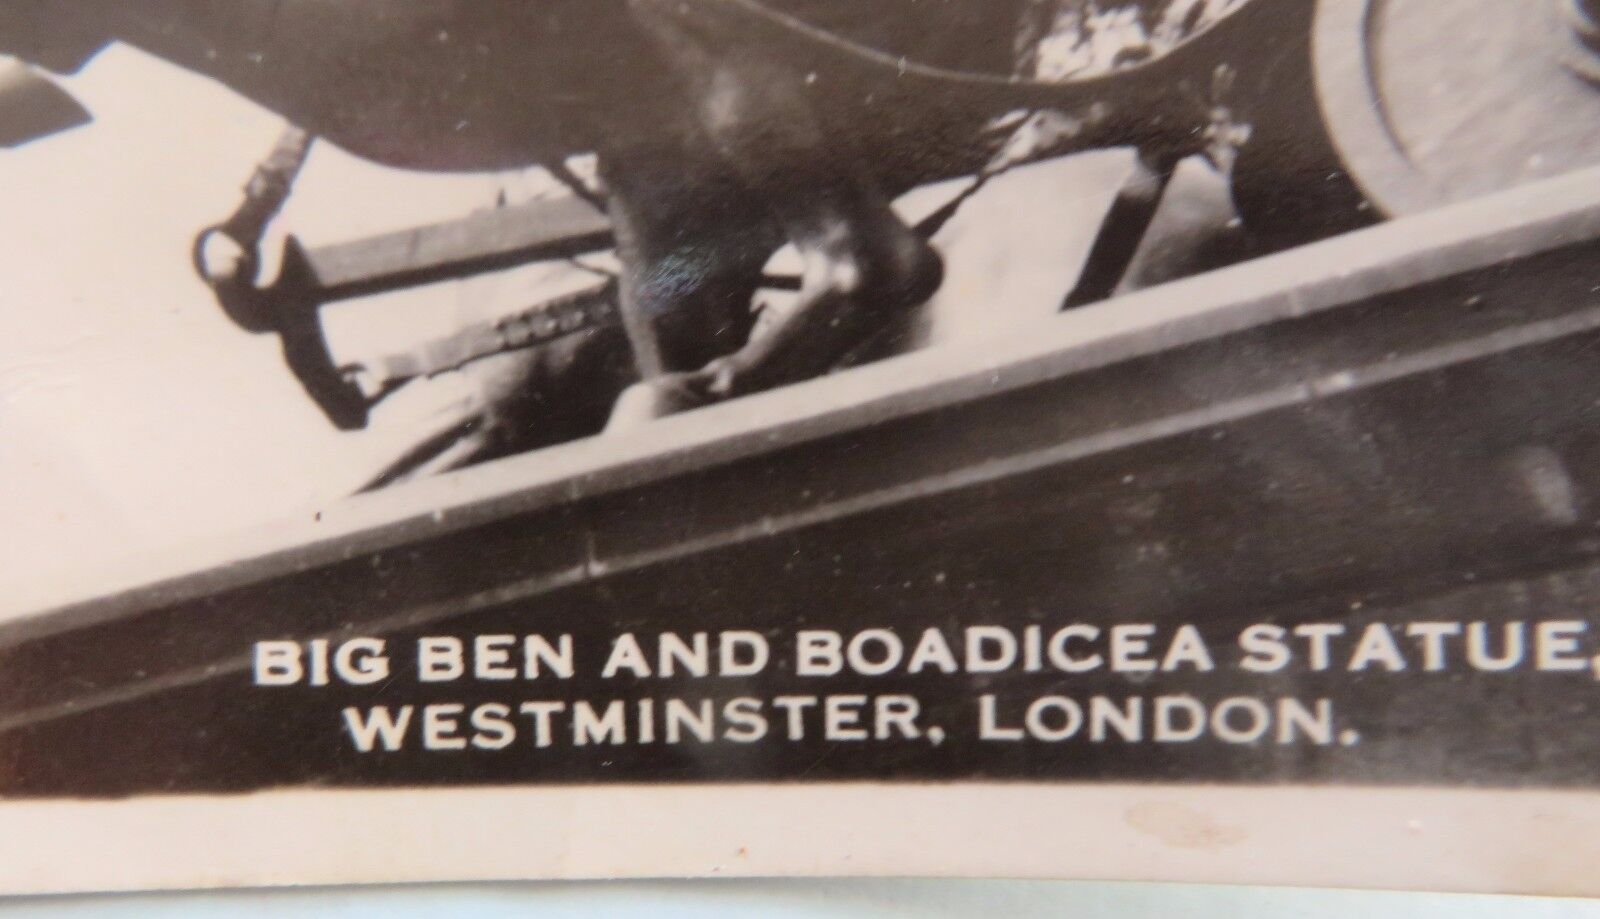 BIG BEN AND BOADICEA STATUE,
WESTMINSTER, LONDON.